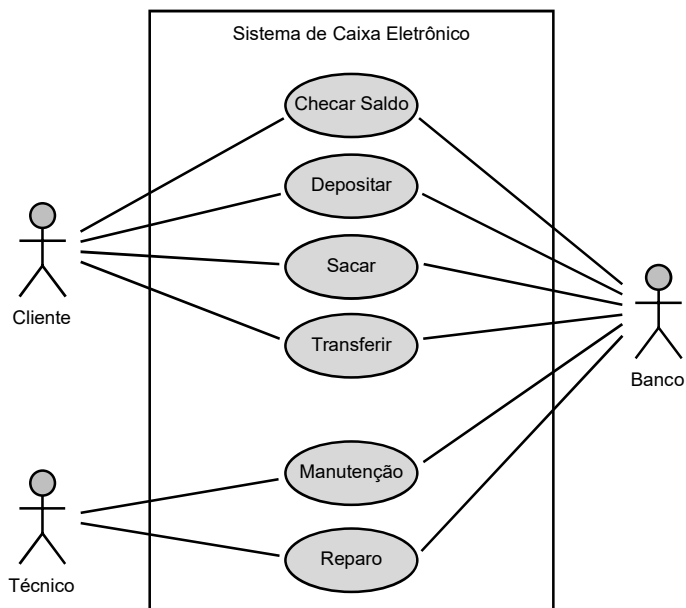 Sistema de Caixa Eletrônico
Checar Saldo
Depositar
Sacar
Cliente
Transferir
Banco
Manutenção
Reparo
Técnico